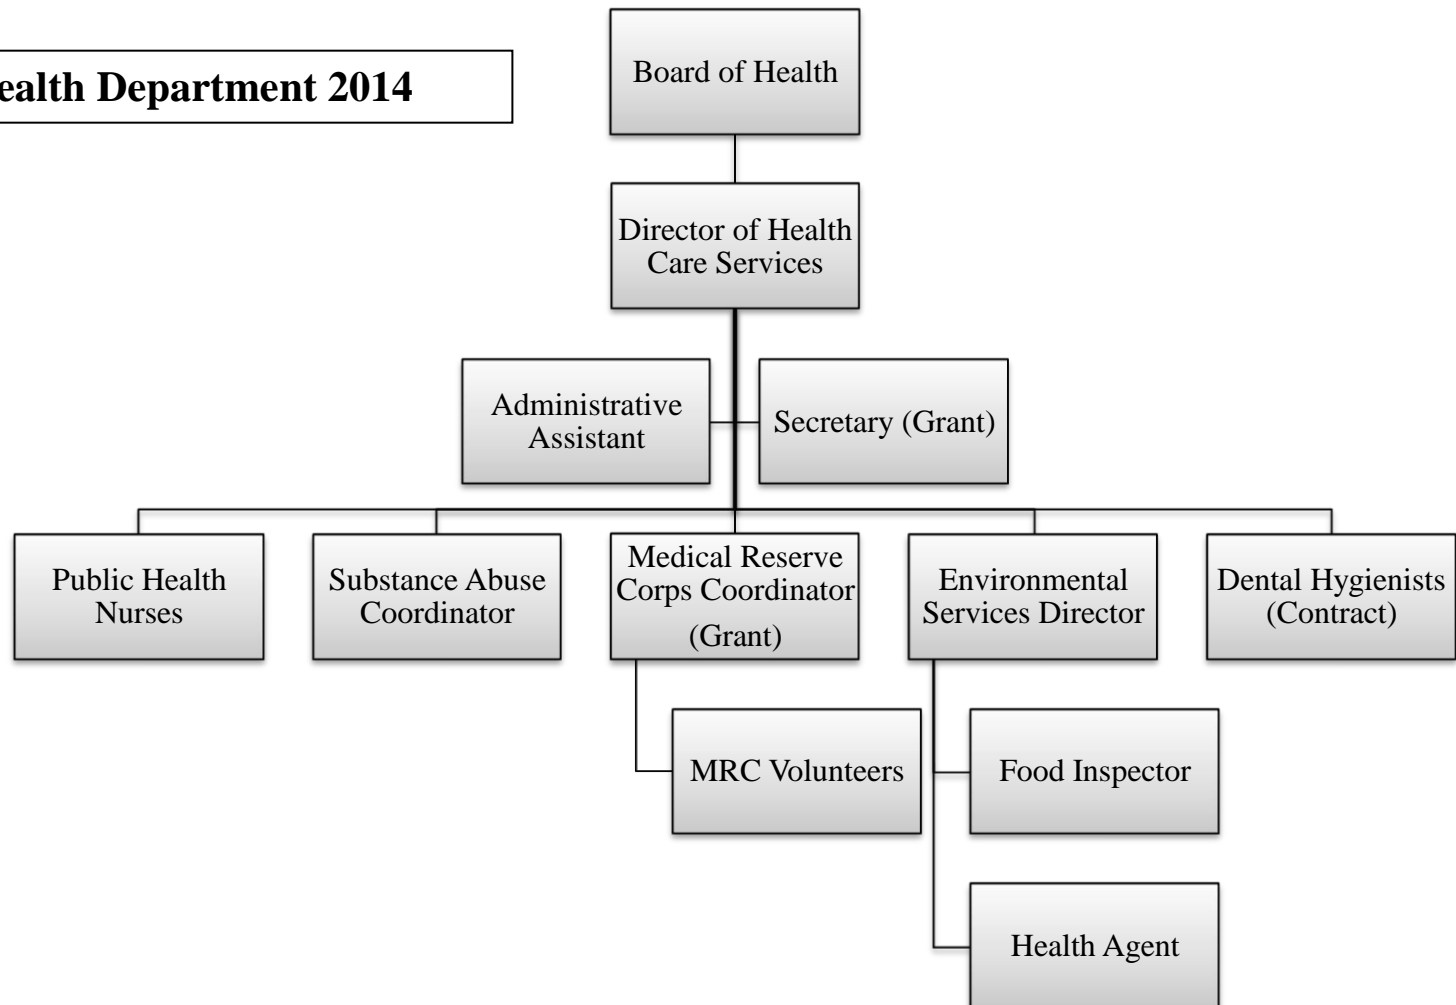 ealth Department 2014
Board of Health
Director of Health
Care Services
Administrative
Assistant
Secretary (Grant)
Public Health
Nurses
Substance Abuse
Coordinator
Medical Reserve
Corps Coordinator
(Grant)
Environmental
Services Director
Dental Hygienists
(Contract)
MRC Volunteers
Food Inspector
Health Agent